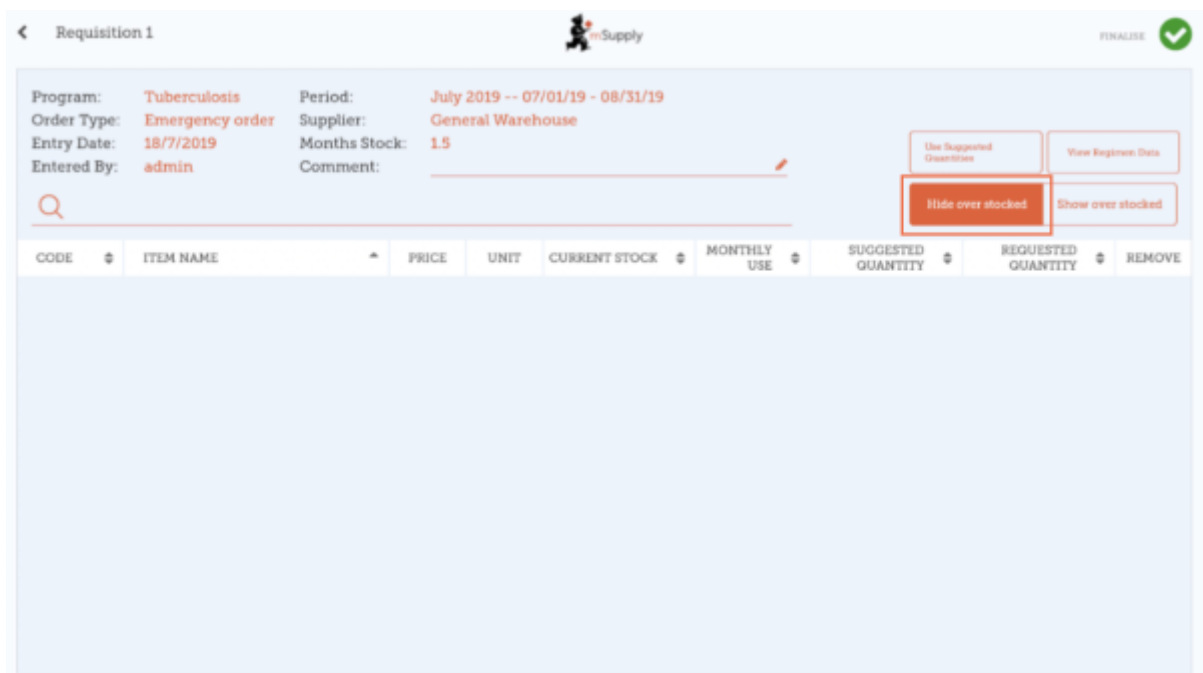 Requisition 1
mSupply
FINALISE
Program: Tuberculosis Period: July 2019 -- 07/01/19 - 08/31/19
Order Type: Emergency order Supplier: General Warehouse
Entry Date: 18/7/2019 Months Stock: 1.5
Entered By: admin Comment:
Use Suggested
Quantities
View Regimen Data
Hide over stocked Show over stocked
CODE ITEM NAME PRICE UNIT CURRENT STOCK MONTHLY USE SUGGESTED QUANTITY REQUESTED QUANTITY REMOVE